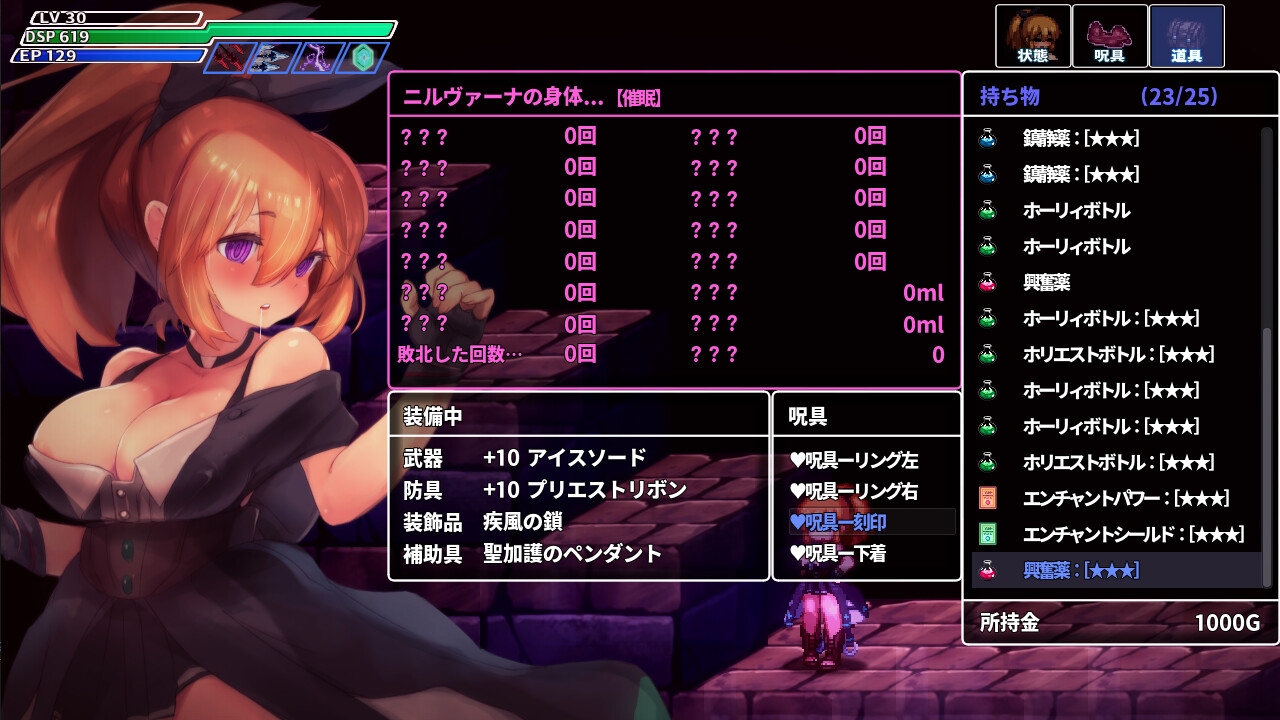 LV 30
DSP 619
EP 129
状態
呪具
道具
ニルヴァーナの身体...【催眠】
？？？ 0回 ？？？ 0回
？？？ 0回 ？？？ 0回
？？？ 0回 ？？？ 0回
？？？ 0回 ？？？ 0回
？？？ 0回 ？？？ 0回
？？？ 0回 ？？？ 0ml
？？？ 0回 ？？？ 0ml
敗北した回数… 0回 ？？？ 0
装備中
武器 +10 アイスソード
防具 +10 プリエストリボン
装飾品 疾風の鎖
補助具 聖加護のペンダント
呪具
♥呪具ーリング左
♥呪具ーリング右
♥呪具ー刻印
♥呪具ー下着
持ち物 (23/25)
鎮静薬：[★★★]
鎮静薬：[★★★]
ホーリィボトル
ホーリィボトル
興奮薬
ホーリィボトル：[★★★]
ホリエストボトル：[★★★]
ホーリィボトル：[★★★]
ホーリィボトル：[★★★]
ホリエストボトル：[★★★]
エンチャントパワー：[★★★]
エンチャントシールド：[★★★]
興奮薬：[★★★]
所持金 1000G